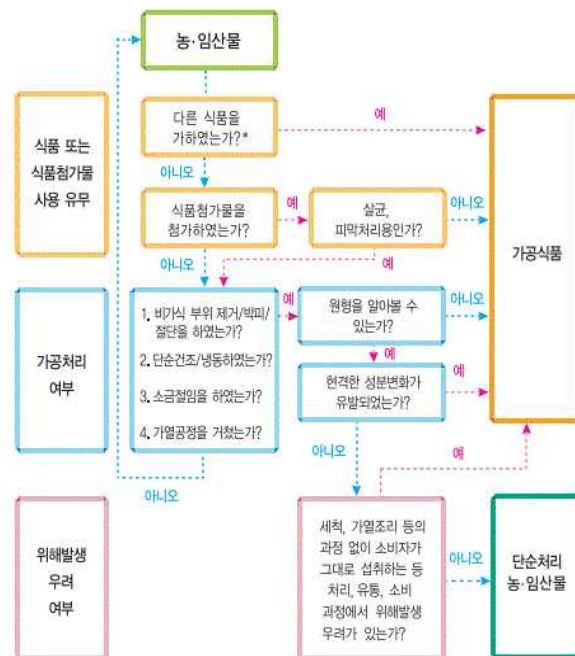 농·임산물
식품 또는
식품첨가물
사용 유무
다른 식품을
가하였는가?*
예
아니오
식품첨가물을
첨가하였는가?
예
살균,
피막처리용인가?
아니오
가공식품
아니오
예
가공처리
여부
1. 비가식 부위 제거/박피/
절단을 하였는가?
2. 단순건조/냉동하였는가?
3. 소금절임을 하였는가?
4. 가열공정을 거쳤는가?
예
원형을 알아볼 수
있는가?
아니오
예
현격한 성분변화가
유발되었는가?
예
아니오
아니오
예
위해발생
우려
여부
세척, 가열조리 등의
과정 없이 소비자가
그대로 섭취하는 등
처리, 유통, 소비
과정에서 위해발생
우려가 있는가?
아니오
단순처리
농·임산물